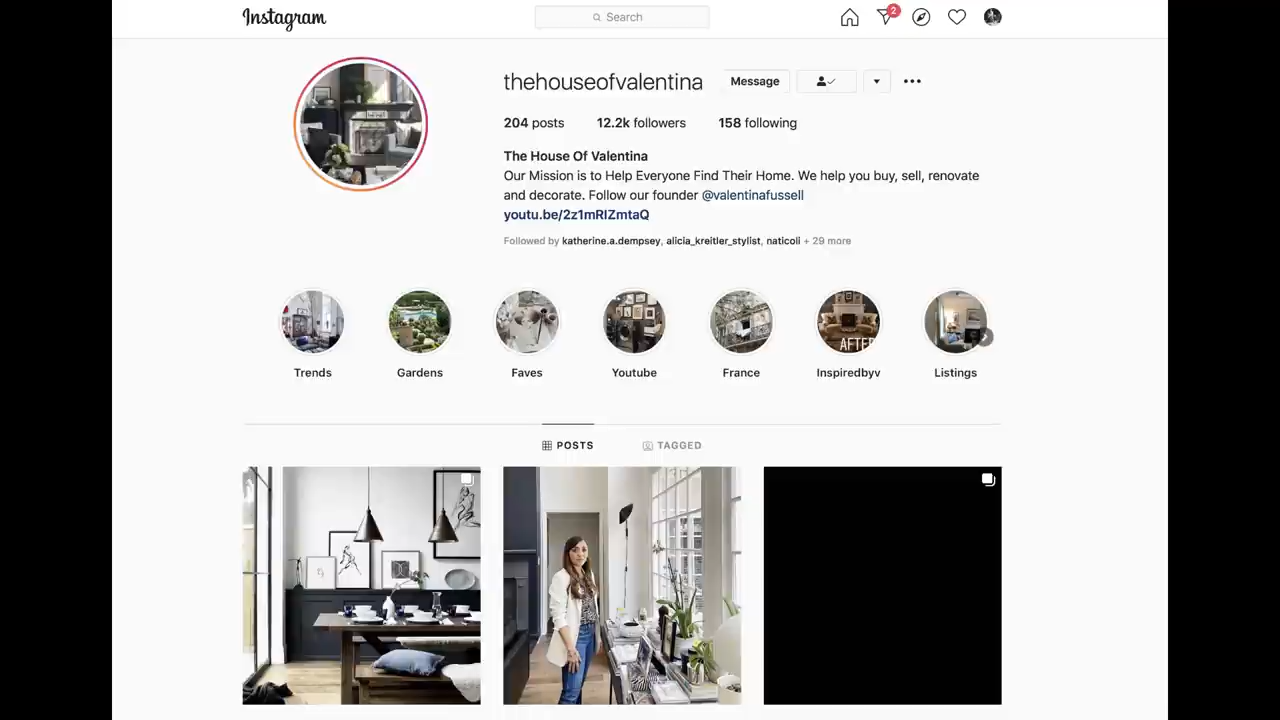 Instagram
Search
2
thehouseofvalentina
Message
204 posts 12.2k followers 158 following
The House Of Valentina
Our Mission is to Help Everyone Find Their Home. We help you buy, sell, renovate
and decorate. Follow our founder @valentinafussell
youtu.be/2z1mRIZmtaQ
Followed by katherine.a.dempsey, alicia_kreitler_stylist, naticoli + 29 more
AFTER
Trends Gardens Faves Youtube France Inspiredbyv Listings
POSTS TAGGED